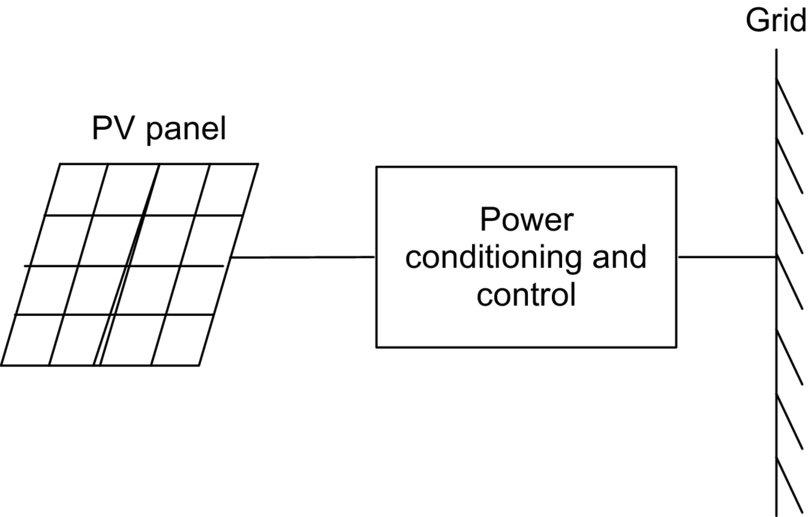 Grid
PV panel
Power
conditioning and
control